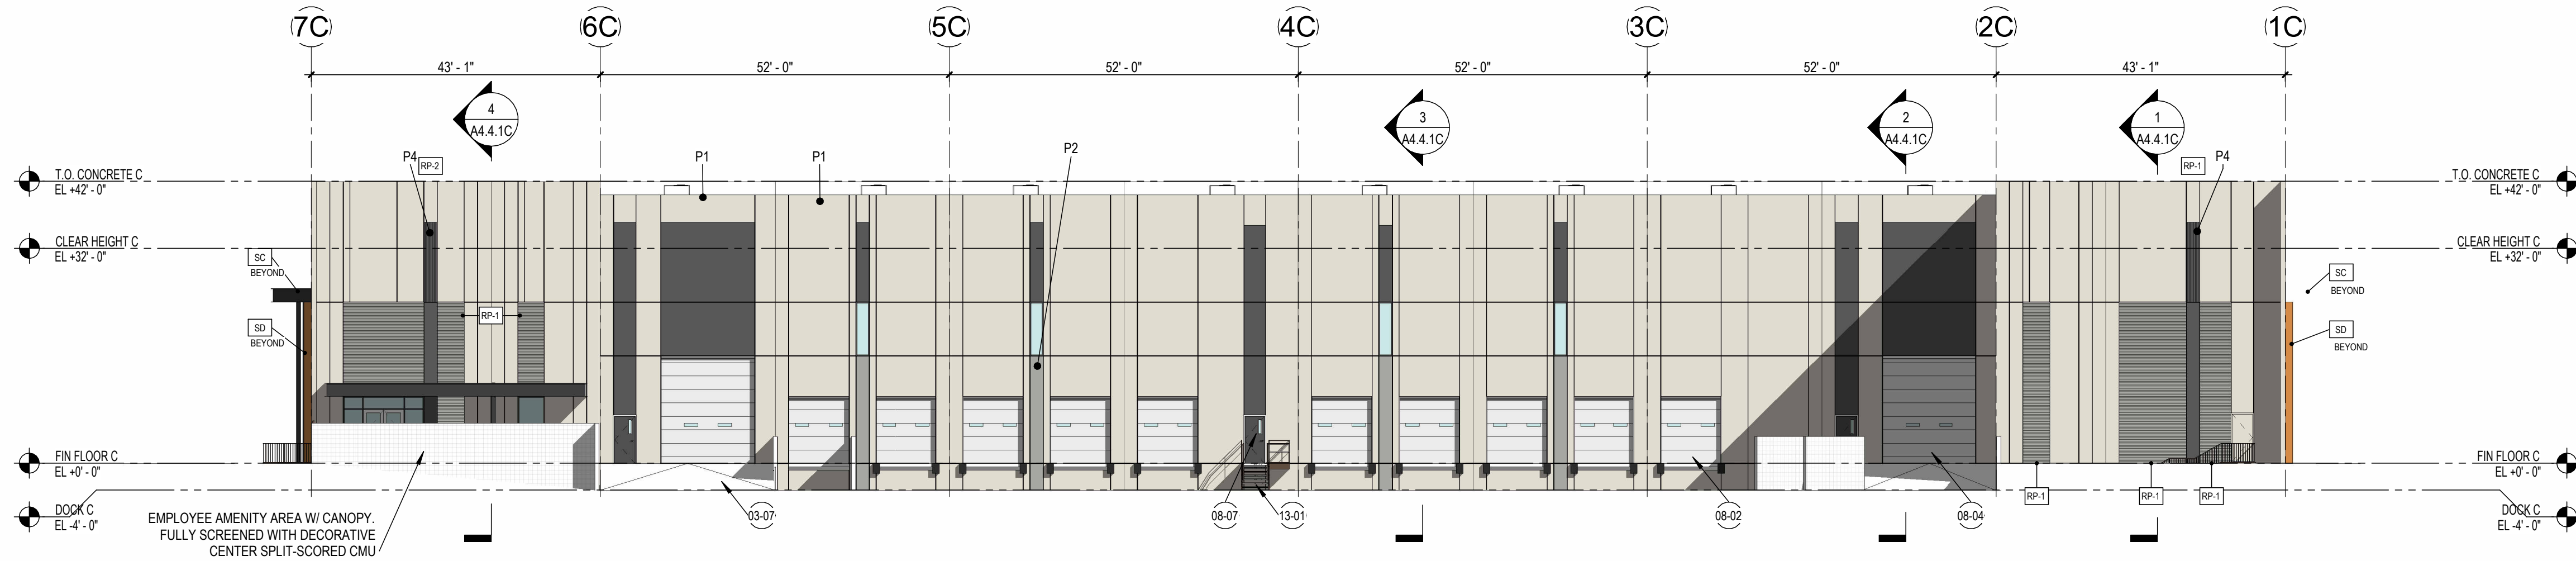 7C 6C 5C 4C 3C 2C 1C
43' - 1" 52' - 0" 52' - 0" 52' - 0" 52' - 0" 43' - 1"
4
A4.4.1C
3
A4.4.1C
2
A4.4.1C
1
A4.4.1C
P4 RP-2 P1 P1 P2 RP-1 P4
T.O. CONCRETE C
EL +42' - 0"
T.O. CONCRETE C
EL +42' - 0"
CLEAR HEIGHT C
EL +32' - 0"
CLEAR HEIGHT C
EL +32' - 0"
SC
BEYOND
SC
BEYOND
RP-1
SD
BEYOND
SD
BEYOND
FIN FLOOR C
EL +0' - 0"
FIN FLOOR C
EL +0' - 0"
RP-1 RP-1 RP-1
DOCK C
EL -4' - 0"
DOCK C
EL -4' - 0"
03-07 08-07 13-01 08-02 08-04
EMPLOYEE AMENITY AREA W/ CANOPY.
FULLY SCREENED WITH DECORATIVE
CENTER SPLIT-SCORED CMU